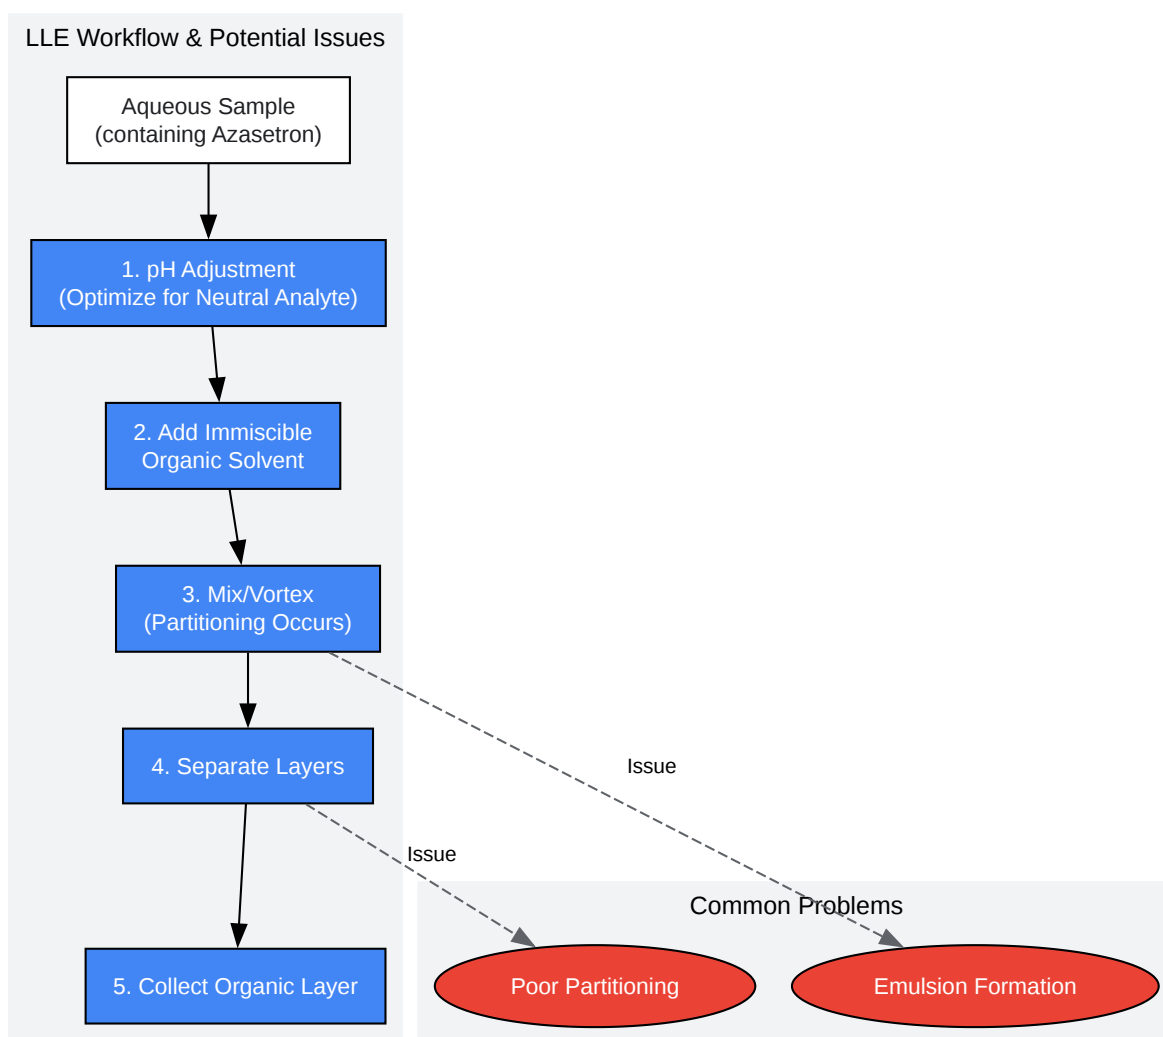 LLE Workflow & Potential Issues
Aqueous Sample
(containing Azasetron)
1. pH Adjustment
(Optimize for Neutral Analyte)
2. Add Immiscible
Organic Solvent
3. Mix/Vortex
(Partitioning Occurs)
Issue
4. Separate Layers
Issue
Common Problems
5. Collect Organic Layer
Poor Partitioning
Emulsion Formation